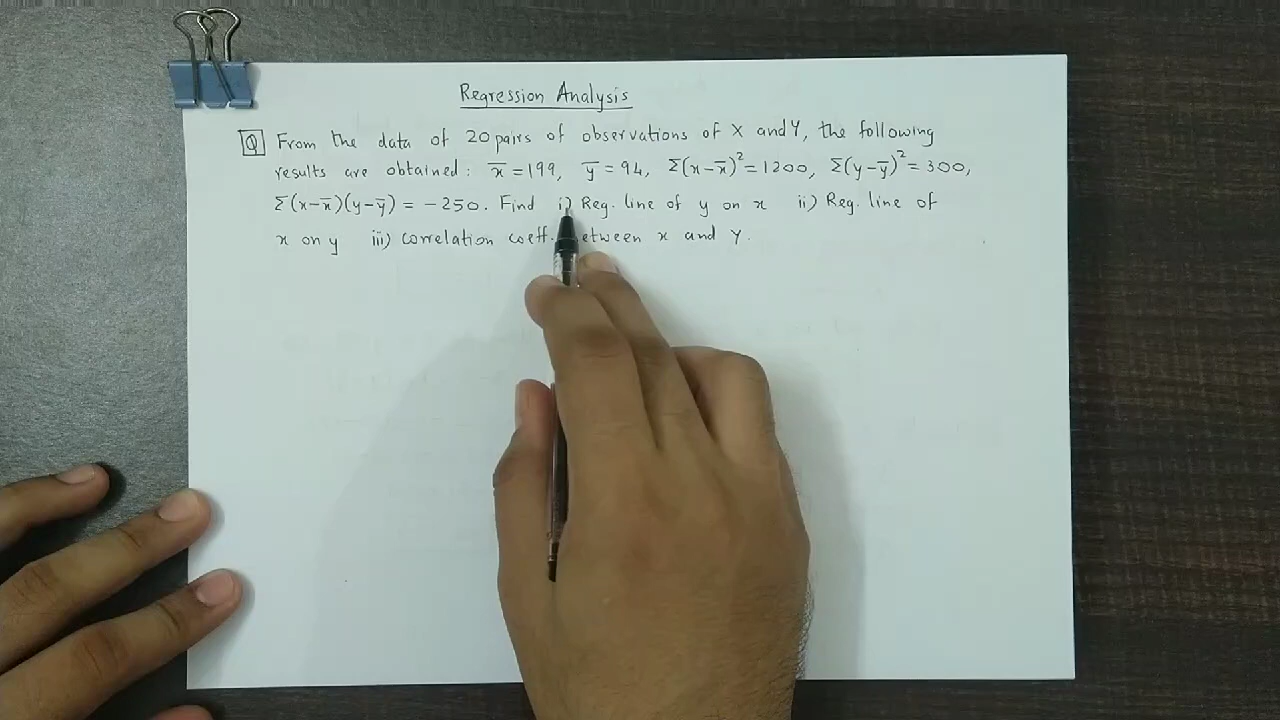 Regression Analysis
Q From the data of 20 pairs of observations of X and Y, the following
results are obtained: x̅ = 199, y̅ = 94, Σ(x-x̅)² = 1200, Σ(y-y̅)² = 300,
Σ(x-x̅)(y-y̅) = -250. Find i) Reg. line of y on x ii) Reg. line of
x on y iii) Correlation coeff. between x and y.